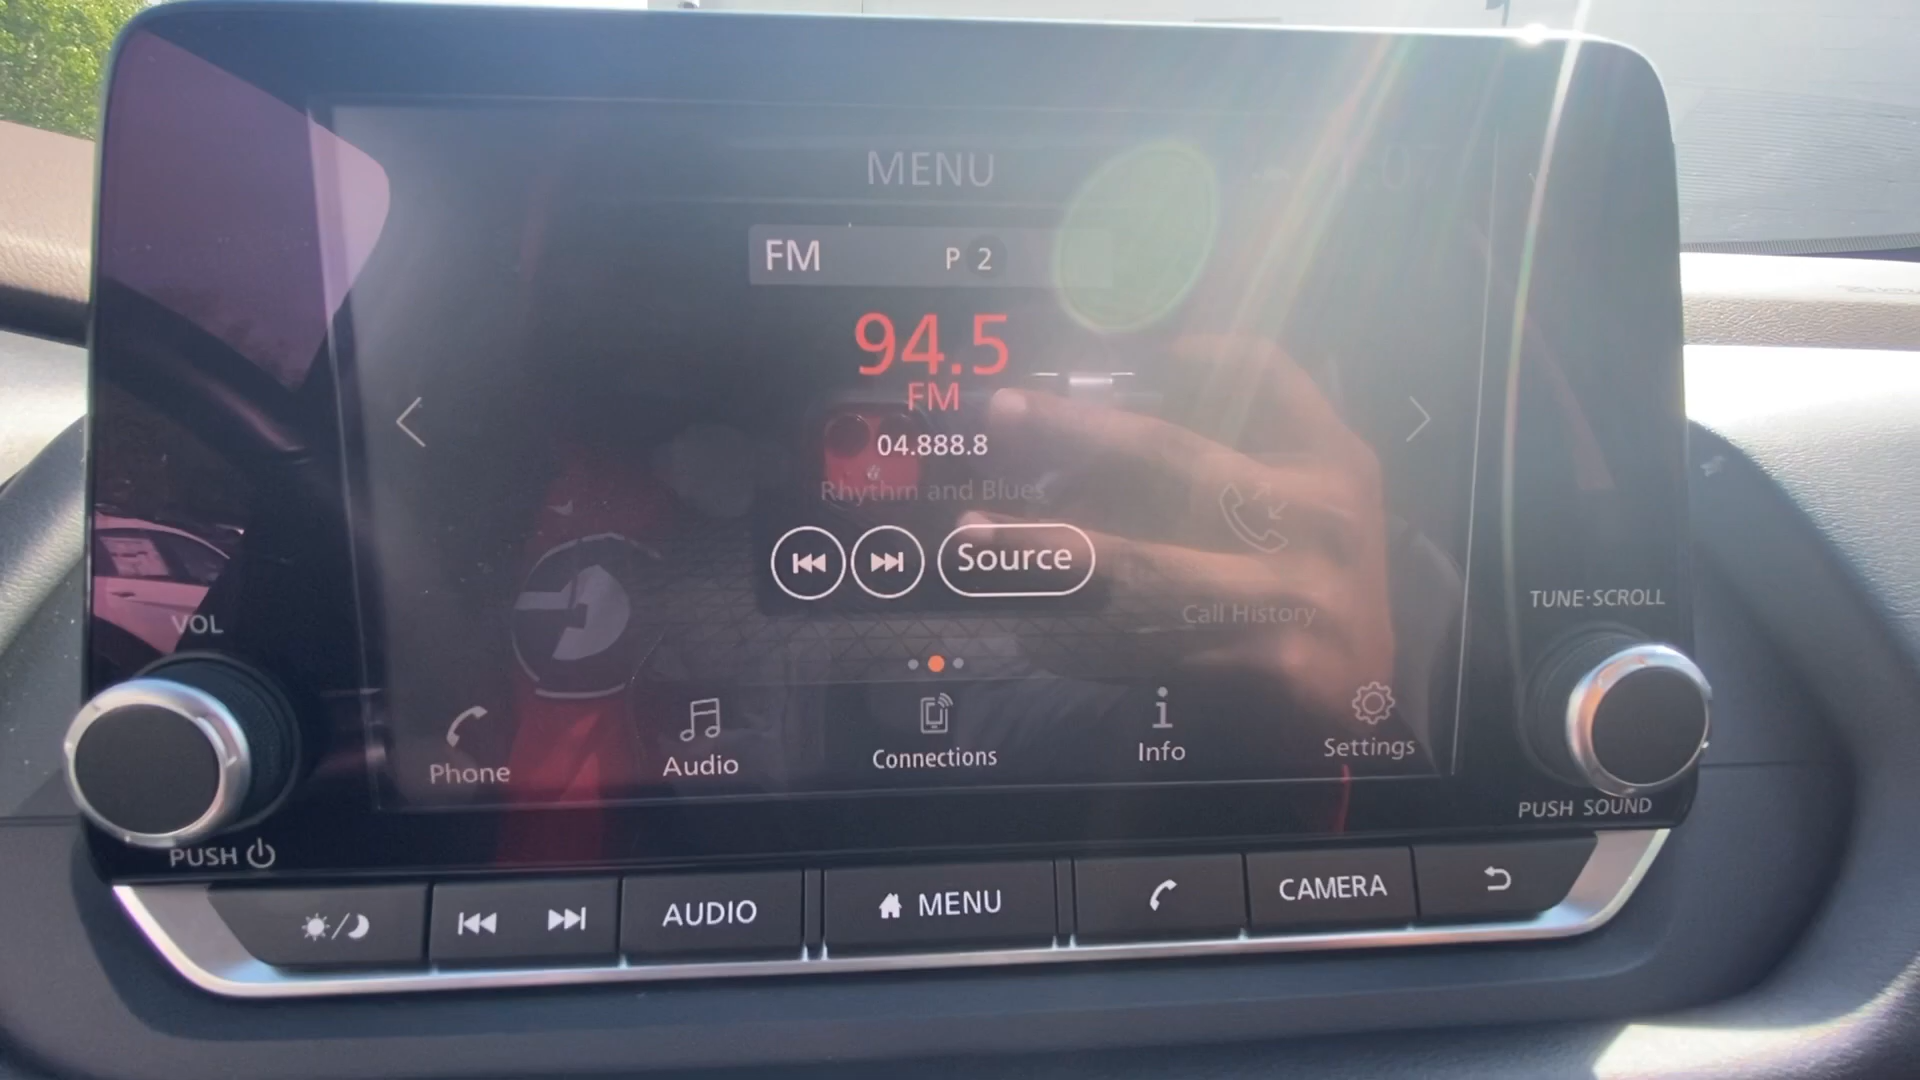 MENU
FM P 2
94.5
FM
04.888.8
Rhythm and Blues
Source
Call History
Phone Audio Connections Info Settings
VOL
PUSH
TUNE·SCROLL
PUSH SOUND
AUDIO MENU CAMERA